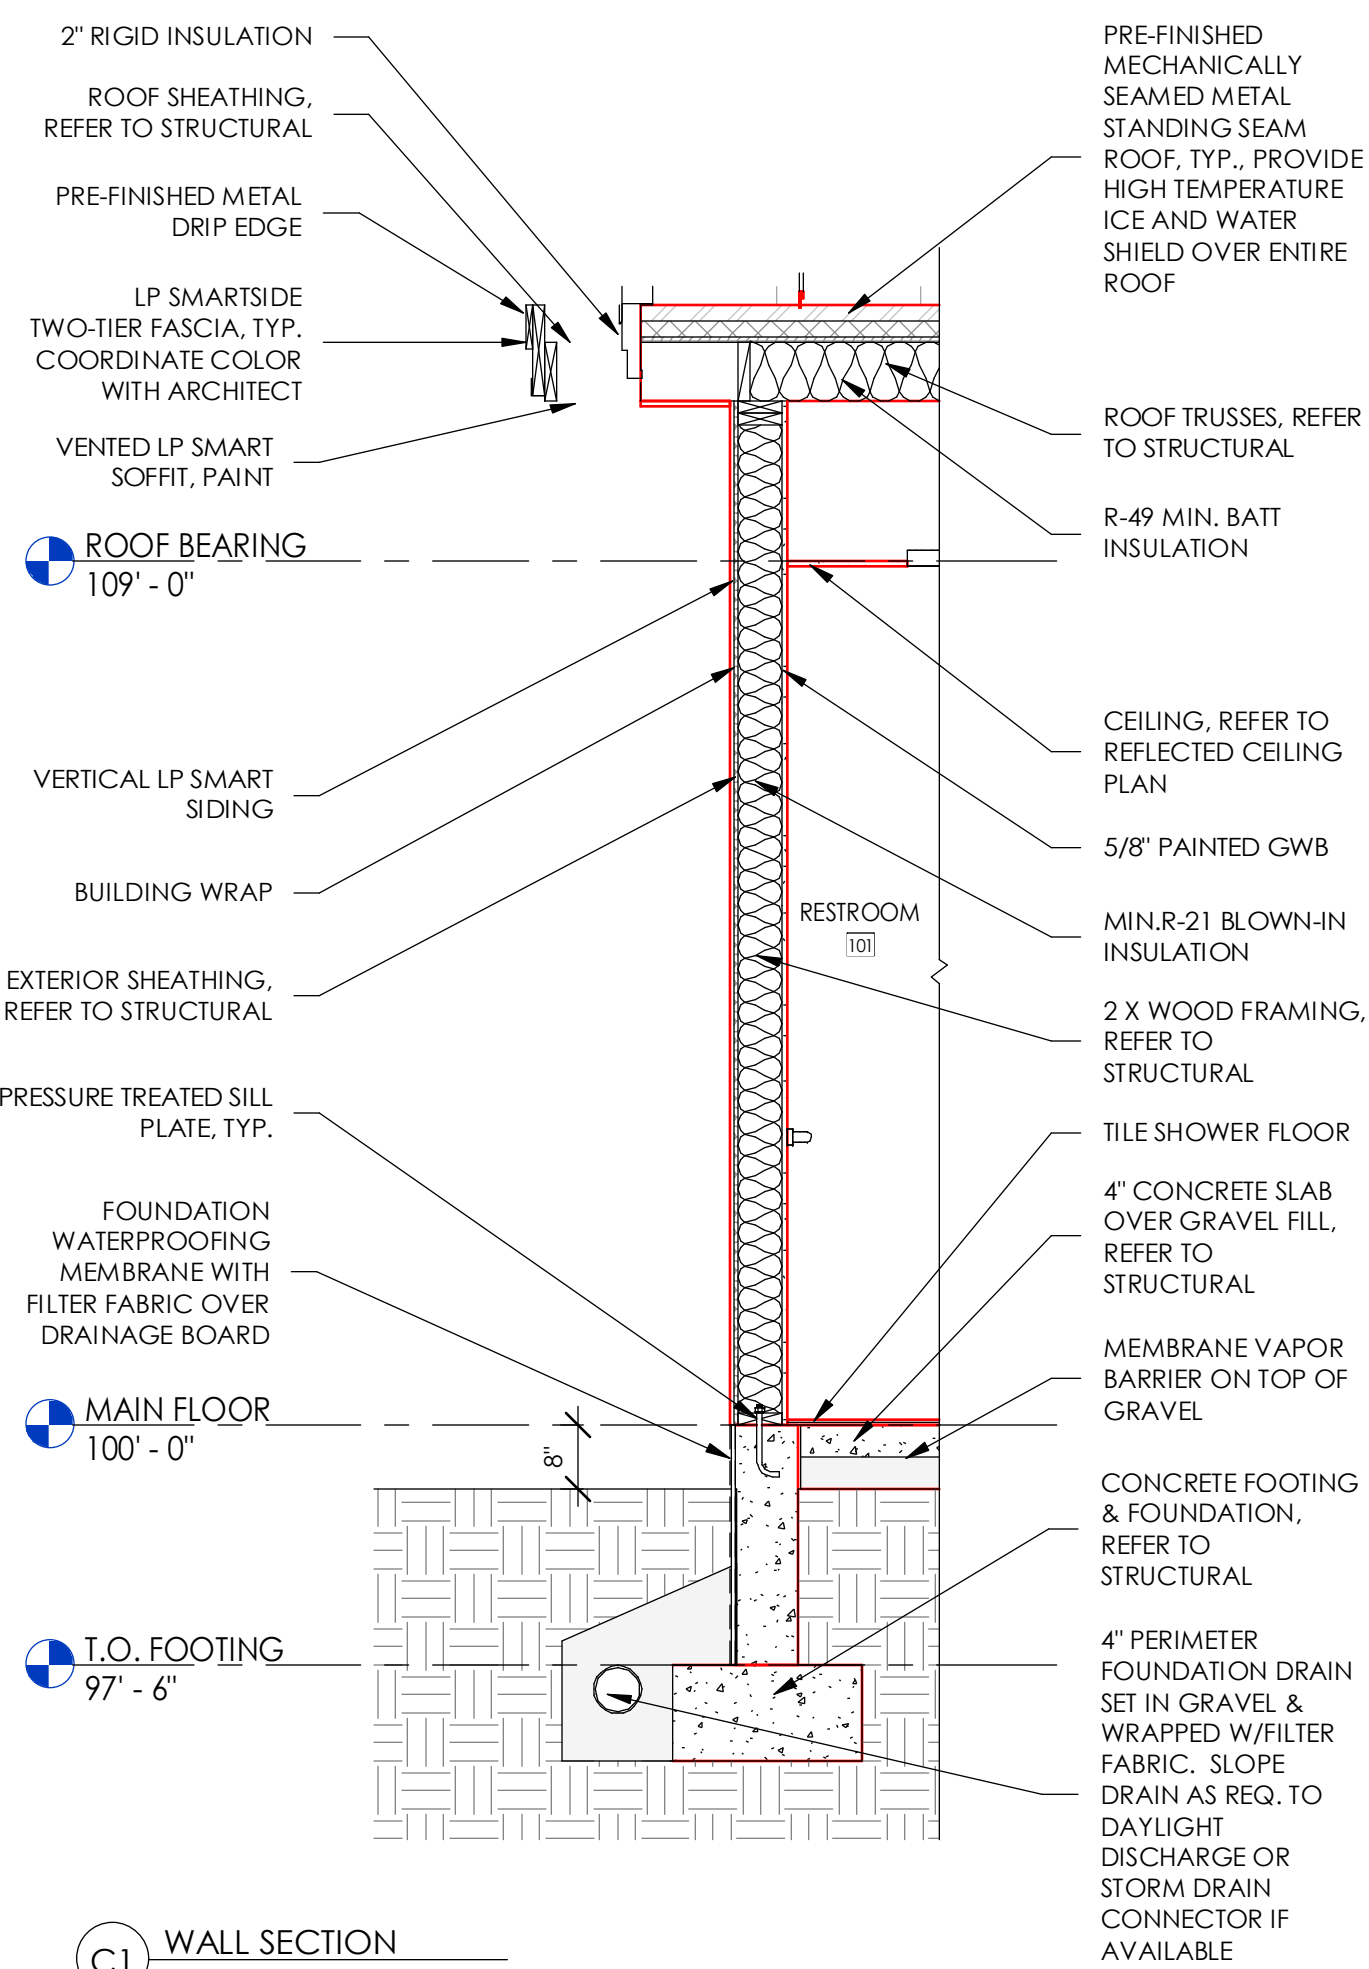 2" RIGID INSULATION
ROOF SHEATHING,
REFER TO STRUCTURAL
PRE-FINISHED METAL
DRIP EDGE
LP SMARTSIDE
TWO-TIER FASCIA, TYP.
COORDINATE COLOR
WITH ARCHITECT
VENTED LP SMART
SOFFIT, PAINT
ROOF BEARING
109' - 0"
VERTICAL LP SMART
SIDING
BUILDING WRAP
EXTERIOR SHEATHING,
REFER TO STRUCTURAL
PRESSURE TREATED SILL
PLATE, TYP.
FOUNDATION
WATERPROOFING
MEMBRANE WITH
FILTER FABRIC OVER
DRAINAGE BOARD
MAIN FLOOR
100' - 0"
8"
T.O. FOOTING
97' - 6"
RESTROOM
101
PRE-FINISHED
MECHANICALLY
SEAMED METAL
STANDING SEAM
ROOF, TYP., PROVIDE
HIGH TEMPERATURE
ICE AND WATER
SHIELD OVER ENTIRE
ROOF
ROOF TRUSSES, REFER
TO STRUCTURAL
R-49 MIN. BATT
INSULATION
CEILING, REFER TO
REFLECTED CEILING
PLAN
5/8" PAINTED GWB
MIN.R-21 BLOWN-IN
INSULATION
2 X WOOD FRAMING,
REFER TO
STRUCTURAL
TILE SHOWER FLOOR
4" CONCRETE SLAB
OVER GRAVEL FILL,
REFER TO
STRUCTURAL
MEMBRANE VAPOR
BARRIER ON TOP OF
GRAVEL
CONCRETE FOOTING
& FOUNDATION,
REFER TO
STRUCTURAL
4" PERIMETER
FOUNDATION DRAIN
SET IN GRAVEL &
WRAPPED W/FILTER
FABRIC.  SLOPE
DRAIN AS REQ. TO
DAYLIGHT
DISCHARGE OR
STORM DRAIN
CONNECTOR IF
AVAILABLE
C1
WALL SECTION